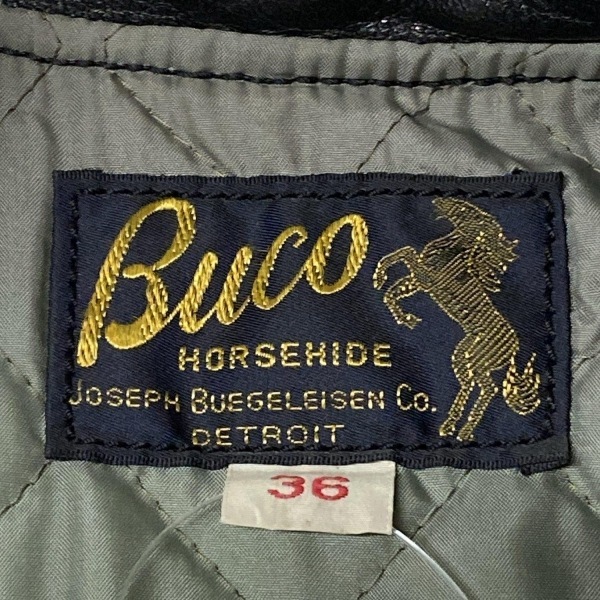 Buco
HORSEHIDE
JOSEPH BUEGELEISEN CO.
DETROIT
36